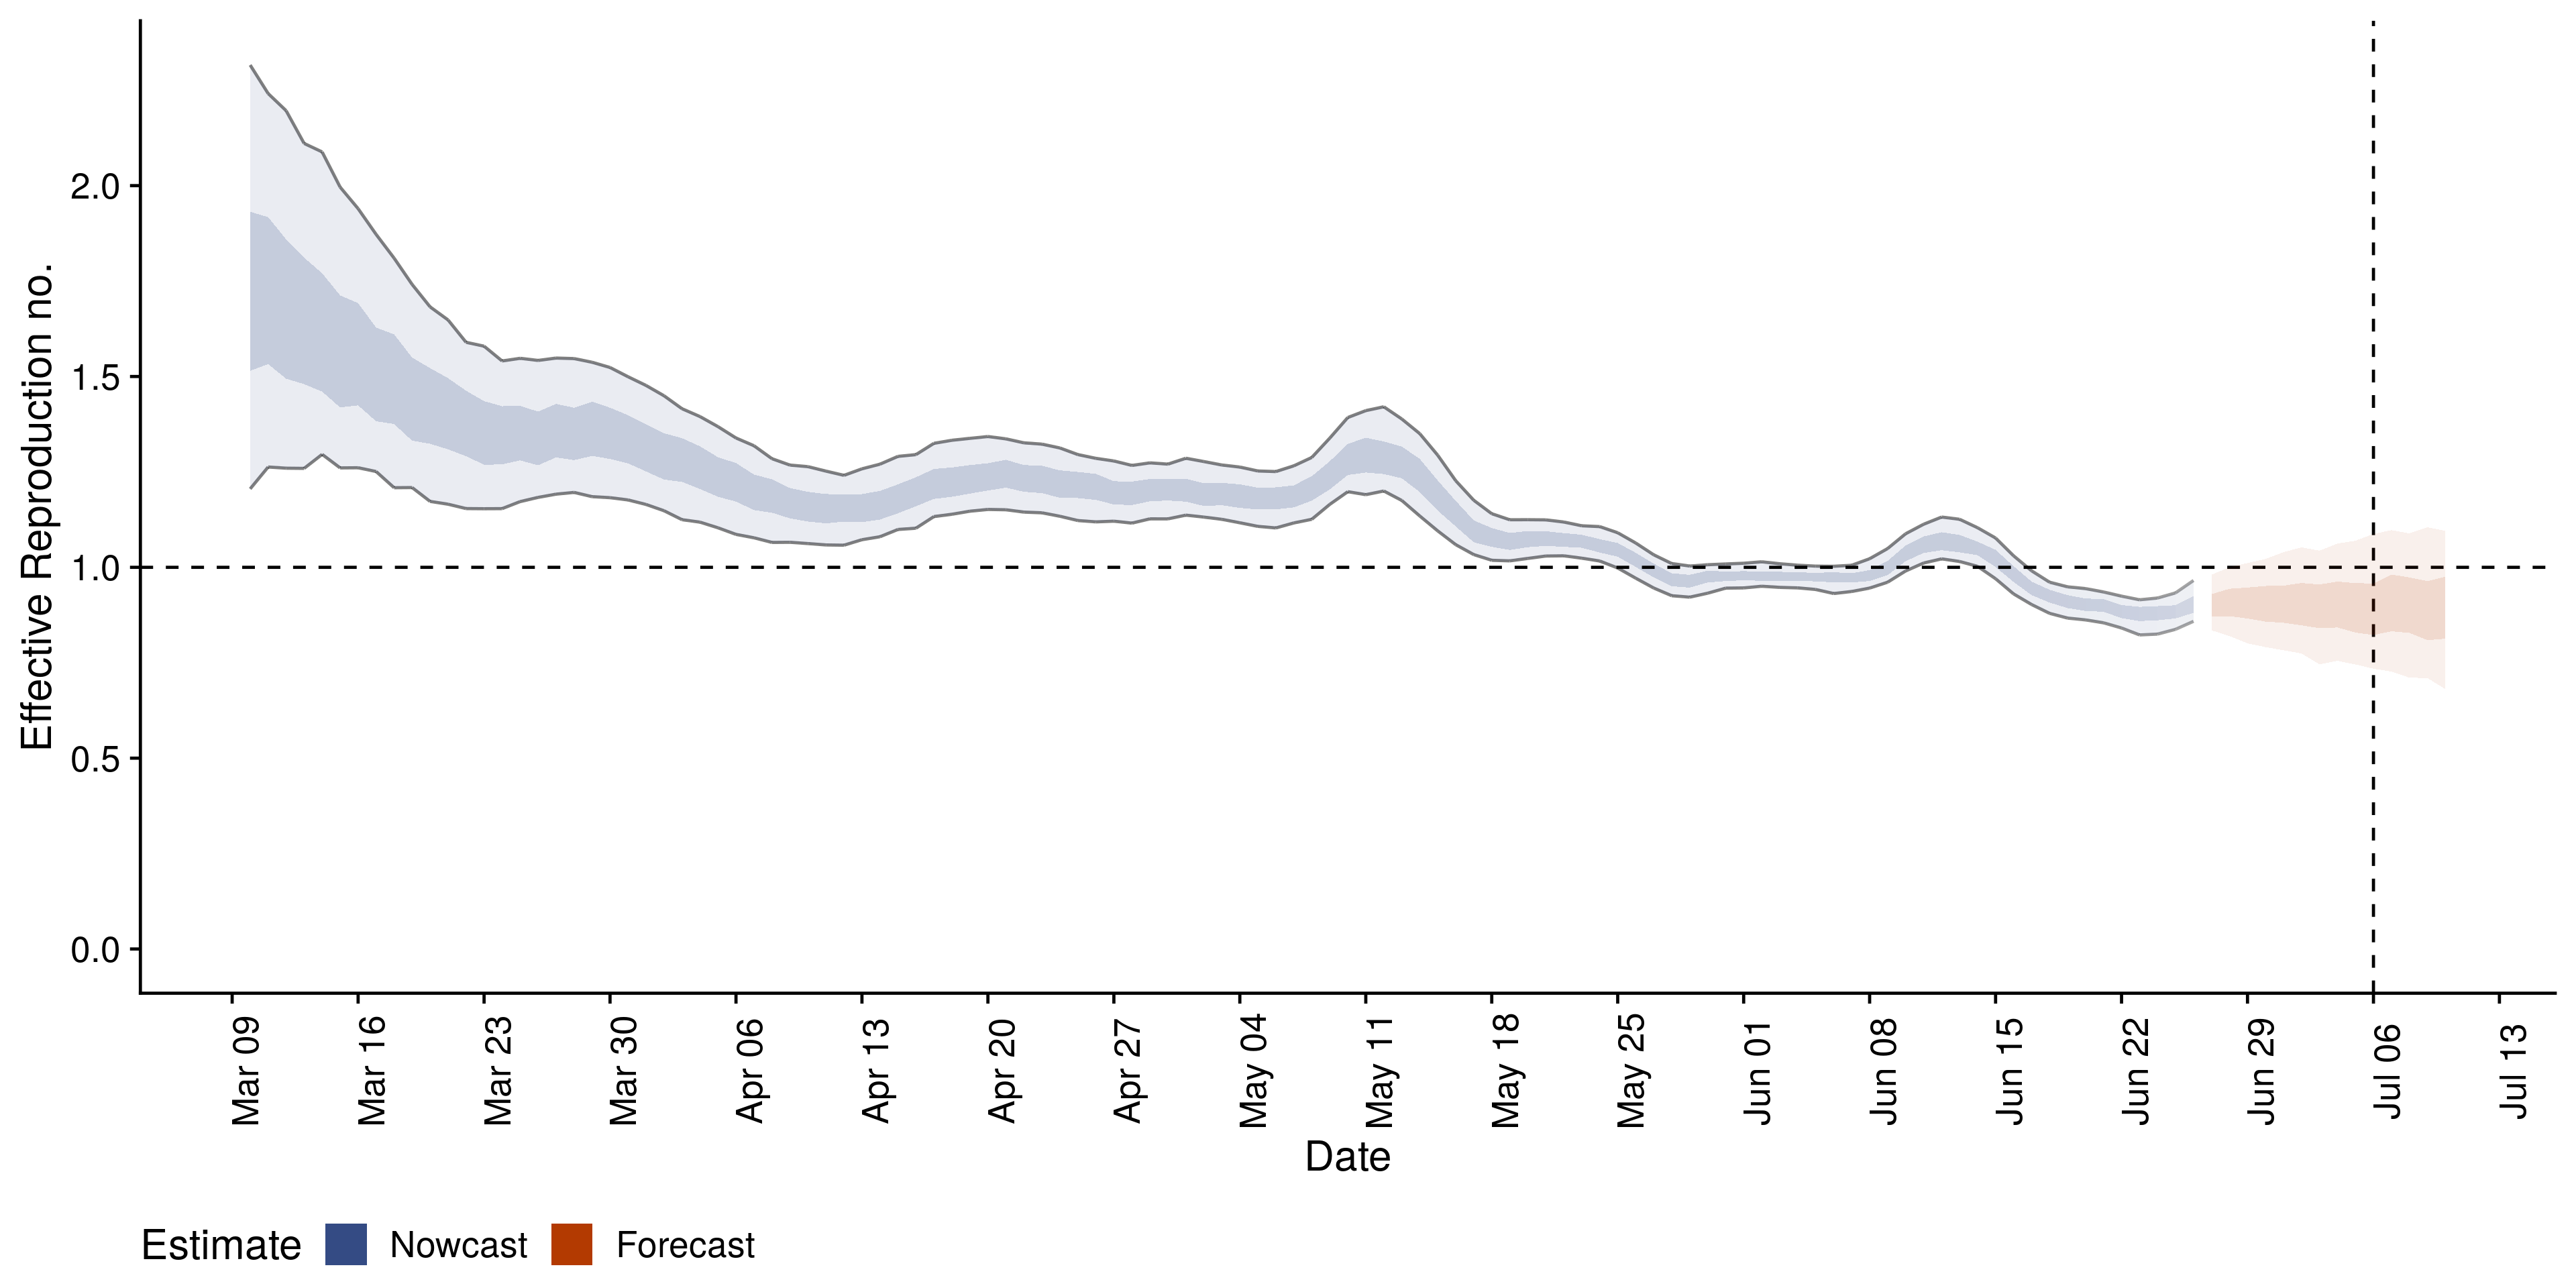 Effective Reproduction no.
2.0
1.5
1.0
0.5
0.0
Mar 09
Mar 16
Mar 23
Mar 30
Apr 06
Apr 13
Apr 20
Apr 27
May 04
May 11
May 18
May 25
Jun 01
Jun 08
Jun 15
Jun 22
Jun 29
Jul 06
Jul 13
Date
Estimate Nowcast Forecast